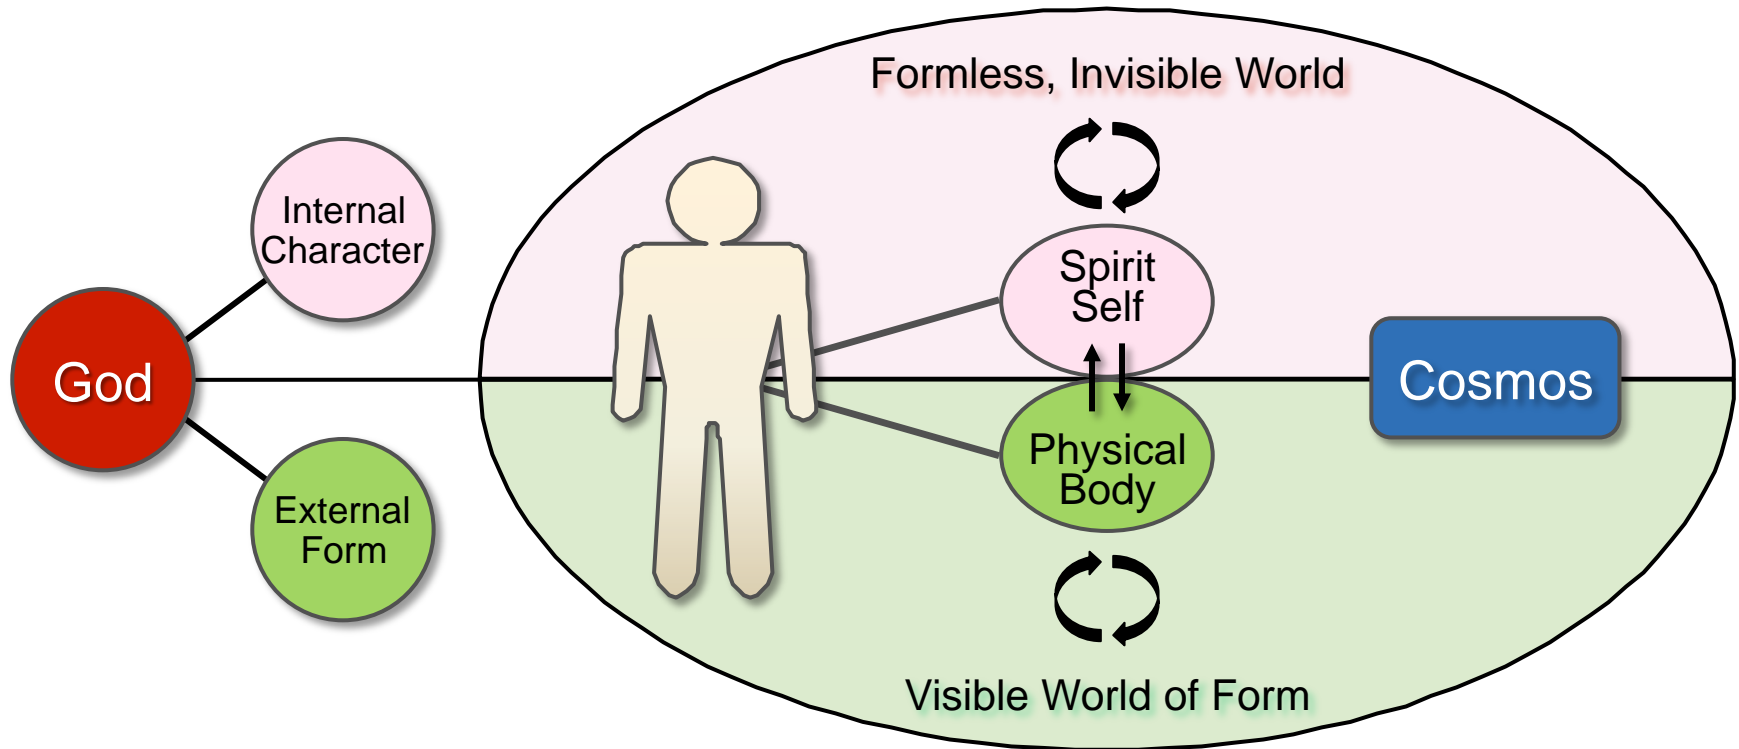 Formless, Invisible World
Internal
Character
Spirit
Self
God
Cosmos
Physical
Body
External
Form
Visible World of Form